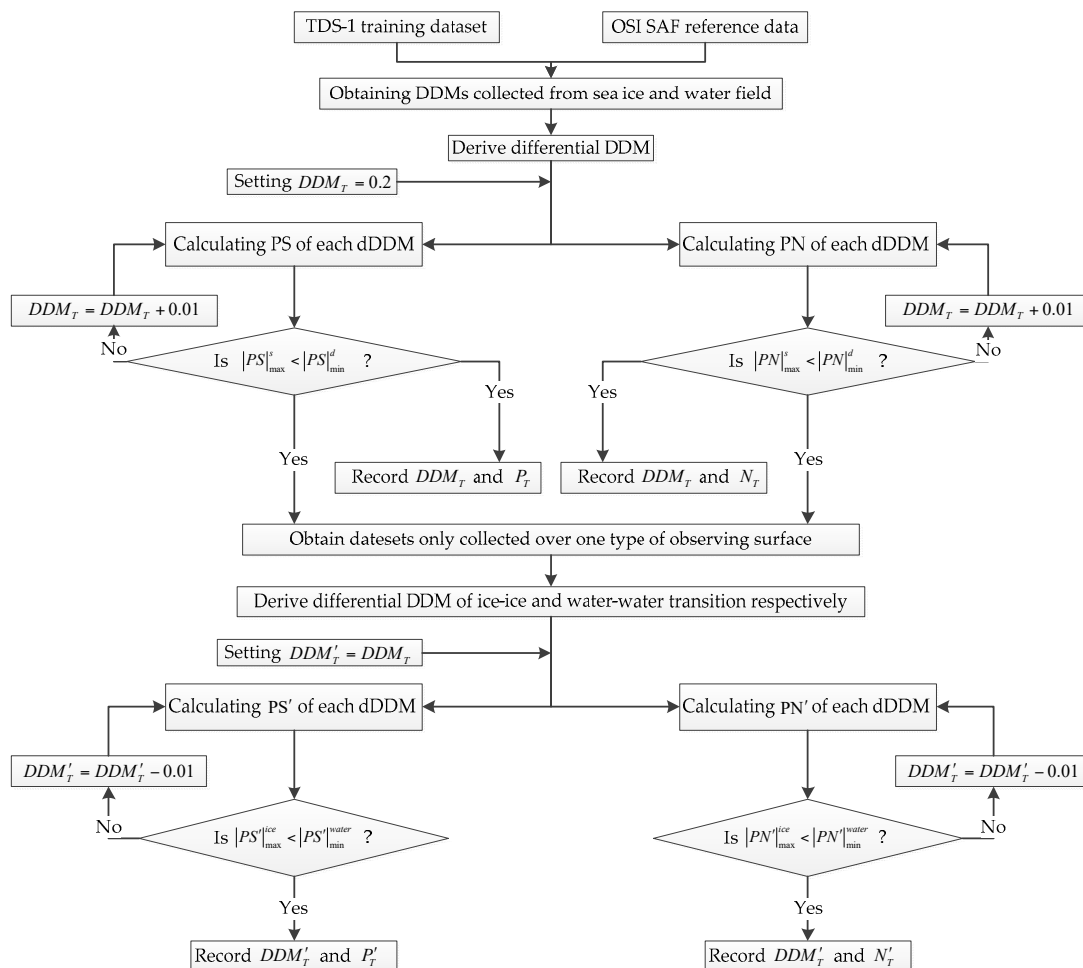 TDS-1 training dataset
OSI SAF reference data
Obtaining DDMs collected from sea ice and water field
Derive differential DDM
Setting DDM_T = 0.2
Calculating PS of each dDDM
Calculating PN of each dDDM
DDM_T = DDM_T + 0.01
DDM_T = DDM_T + 0.01
No
Is |PS|^s_max < |PS|^d_min ?
Is |PN|^s_max < |PN|^d_min ?
No
Yes
Yes
Yes
Yes
Record DDM_T and P_T
Record DDM_T and N_T
Obtain datesets only collected over one type of observing surface
Derive differential DDM of ice-ice and water-water transition respectively
Setting DDM'_T = DDM_T
Calculating PS' of each dDDM
Calculating PN' of each dDDM
DDM'_T = DDM'_T − 0.01
DDM'_T = DDM'_T − 0.01
No
Is |PS'|^ice_max < |PS'|^water_min ?
Is |PN'|^ice_max < |PN'|^water_min ?
No
Yes
Yes
Record DDM'_T and P'_T
Record DDM'_T and N'_T